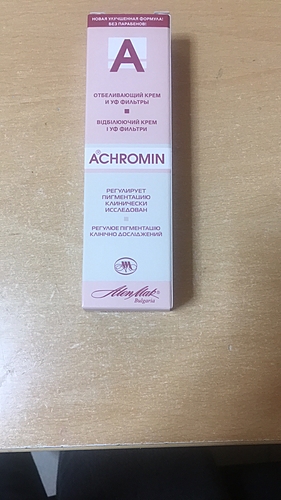 НОВАЯ УЛУЧШЕННАЯ ФОРМУЛА!
БЕЗ ПАРАБЕНОВ!
A
ОТБЕЛИВАЮЩИЙ КРЕМ
И УФ ФИЛЬТРЫ
ВІДБІЛЮЮЧИЙ КРЕМ
І УФ ФІЛЬТРИ
ACHROMIN®
РЕГУЛИРУЕТ
ПИГМЕНТАЦИЮ
КЛИНИЧЕСКИ
ИССЛЕДОВАН
РЕГУЛЮЄ ПІГМЕНТАЦІЮ
КЛІНІЧНО ДОСЛІДЖЕНИЙ
AlenMak®
Bulgaria